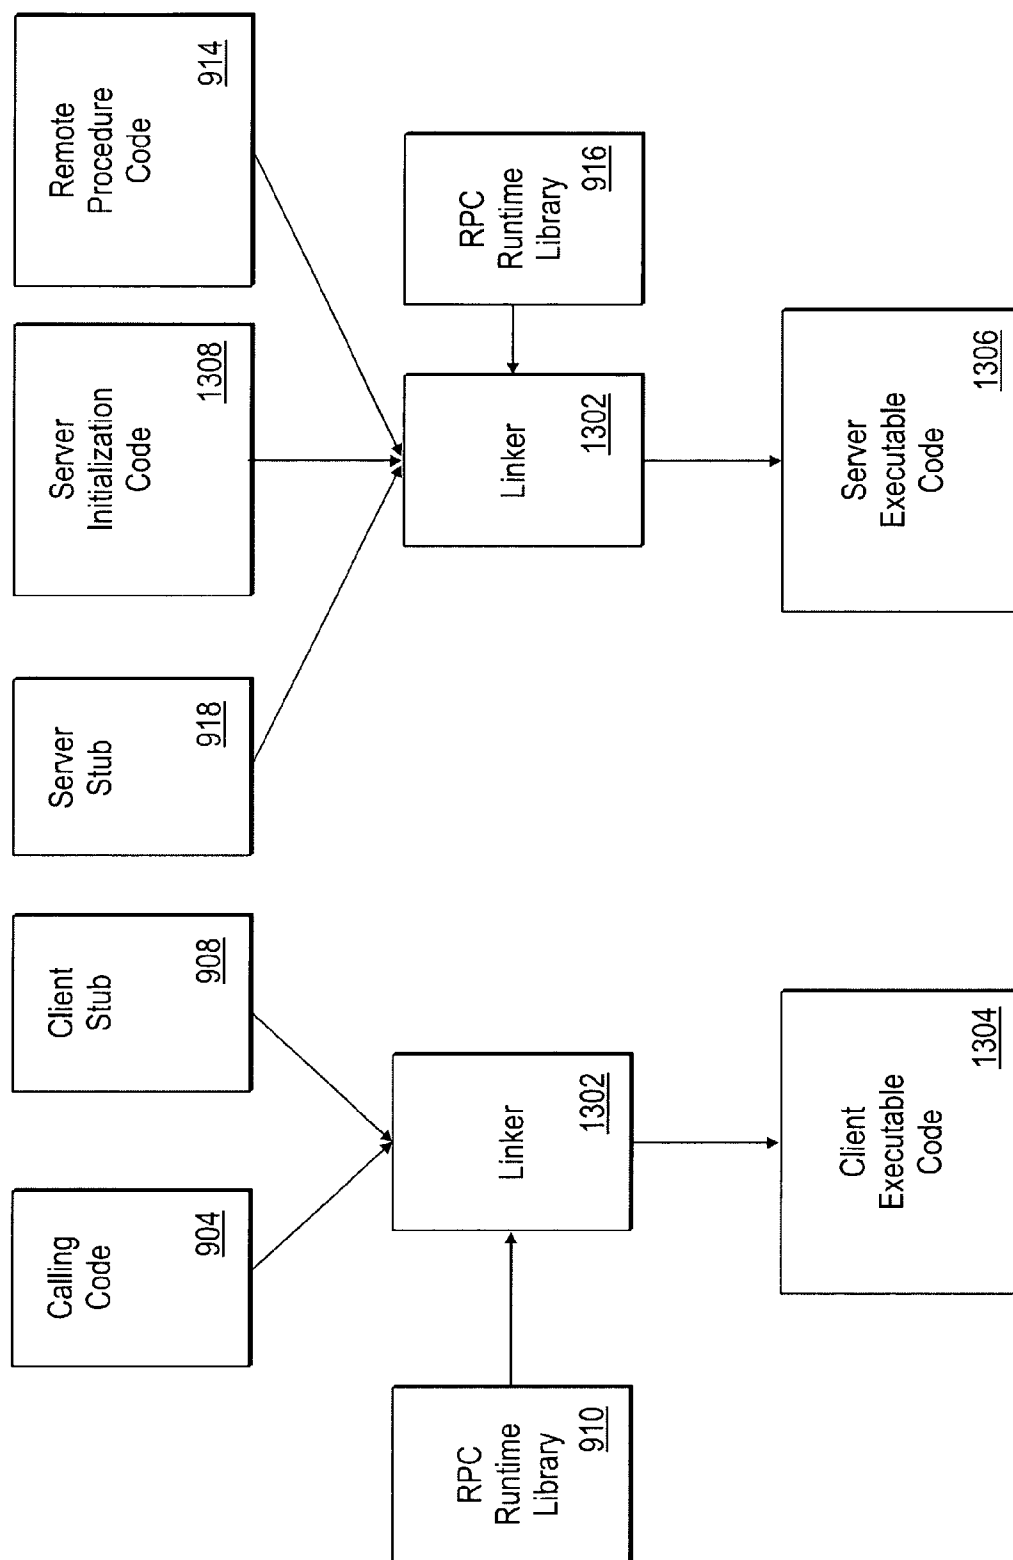 Calling
Code
904
Client
Stub
908
Server
Stub
918
Server
Initialization
Code
1308
Remote
Procedure
Code
914
RPC
Runtime
Library
910
Linker
1302
Linker
1302
RPC
Runtime
Library
916
Client
Executable
Code
1304
Server
Executable
Code
1306